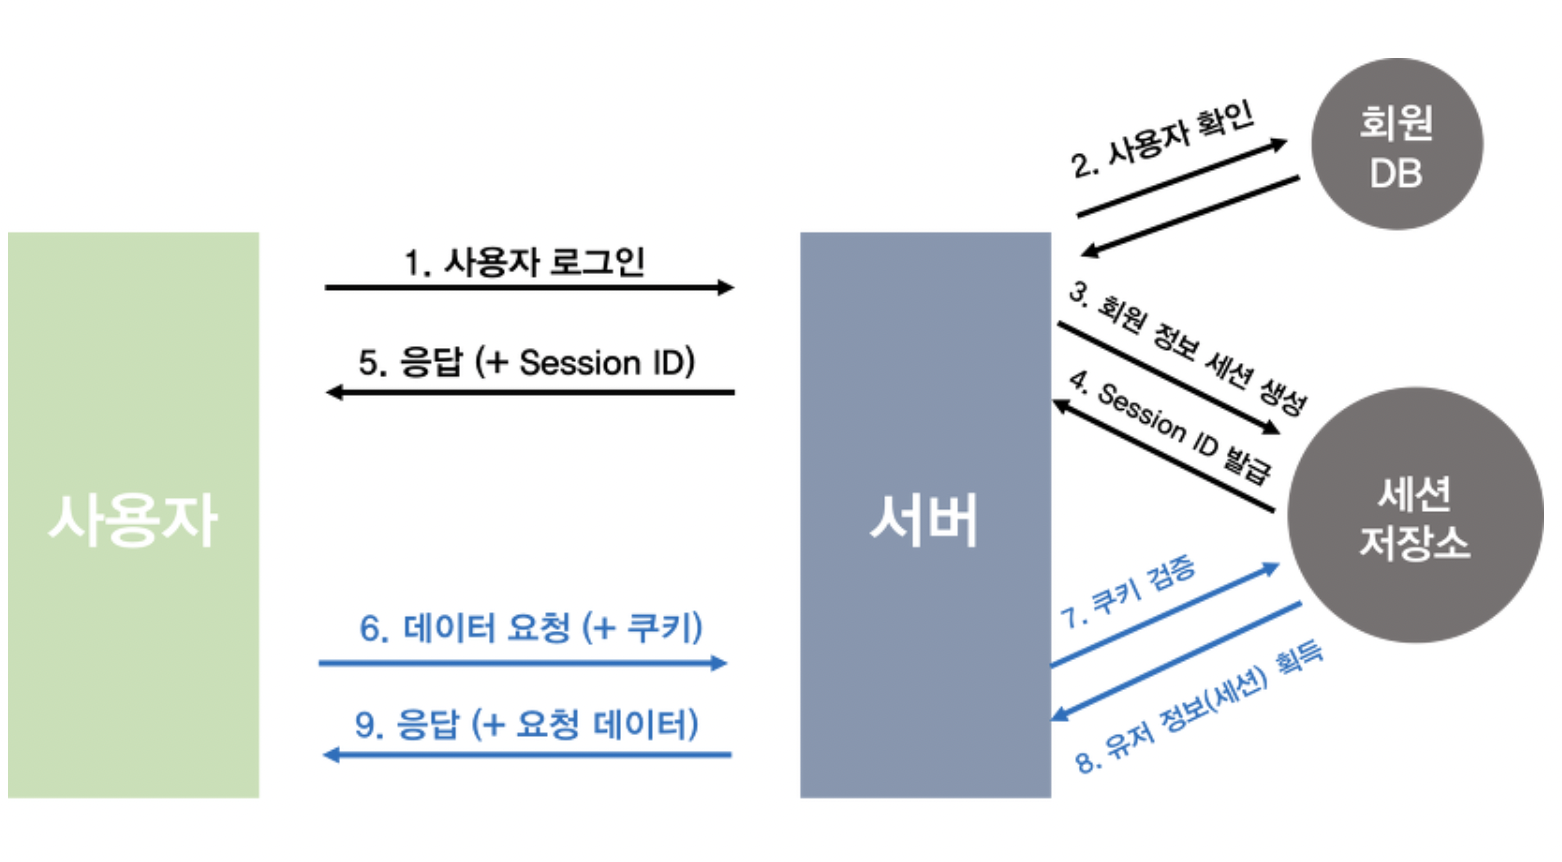 회원
DB
2. 사용자 확인
1. 사용자 로그인
3. 회원 정보 세션 생성
5. 응답 (+ Session ID)
4. Session ID 발급
사용자
서버
세션
저장소
6. 데이터 요청 (+ 쿠키)
7. 쿠키 검증
9. 응답 (+ 요청 데이터)
8. 유저 정보(세션) 획득